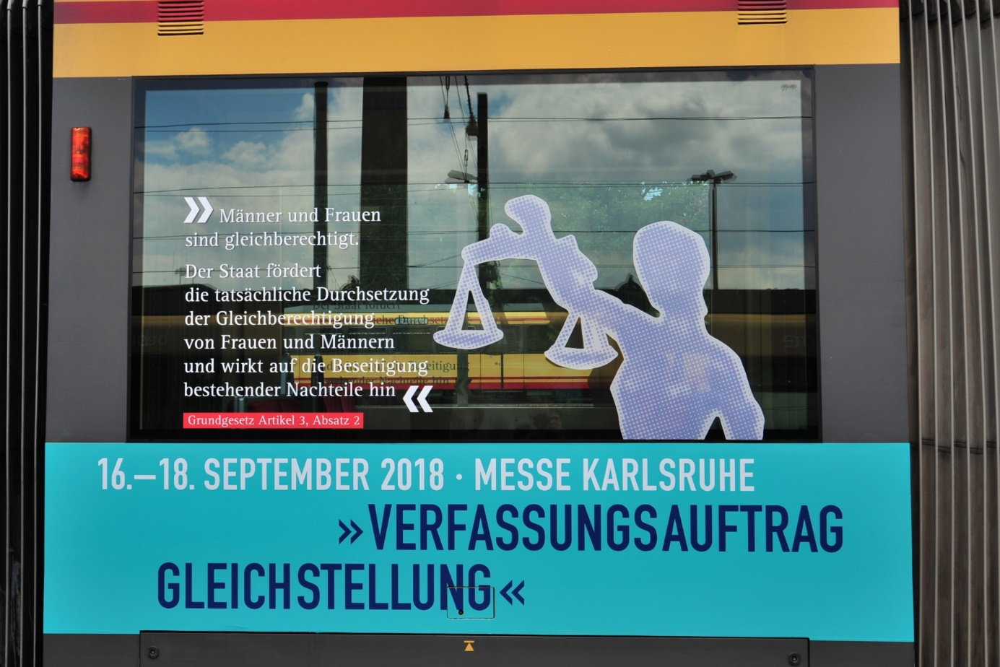 » Männer und Frauen
sind gleichberechtigt.
Der Staat fördert
die tatsächliche Durchsetzung
der Gleichberechtigung
von Frauen und Männern
und wirkt auf die Beseitigung
bestehender Nachteile hin «
Grundgesetz Artikel 3, Absatz 2
16.–18. SEPTEMBER 2018 · MESSE KARLSRUHE
»VERFASSUNGSAUFTRAG
GLEICHSTELLUNG«